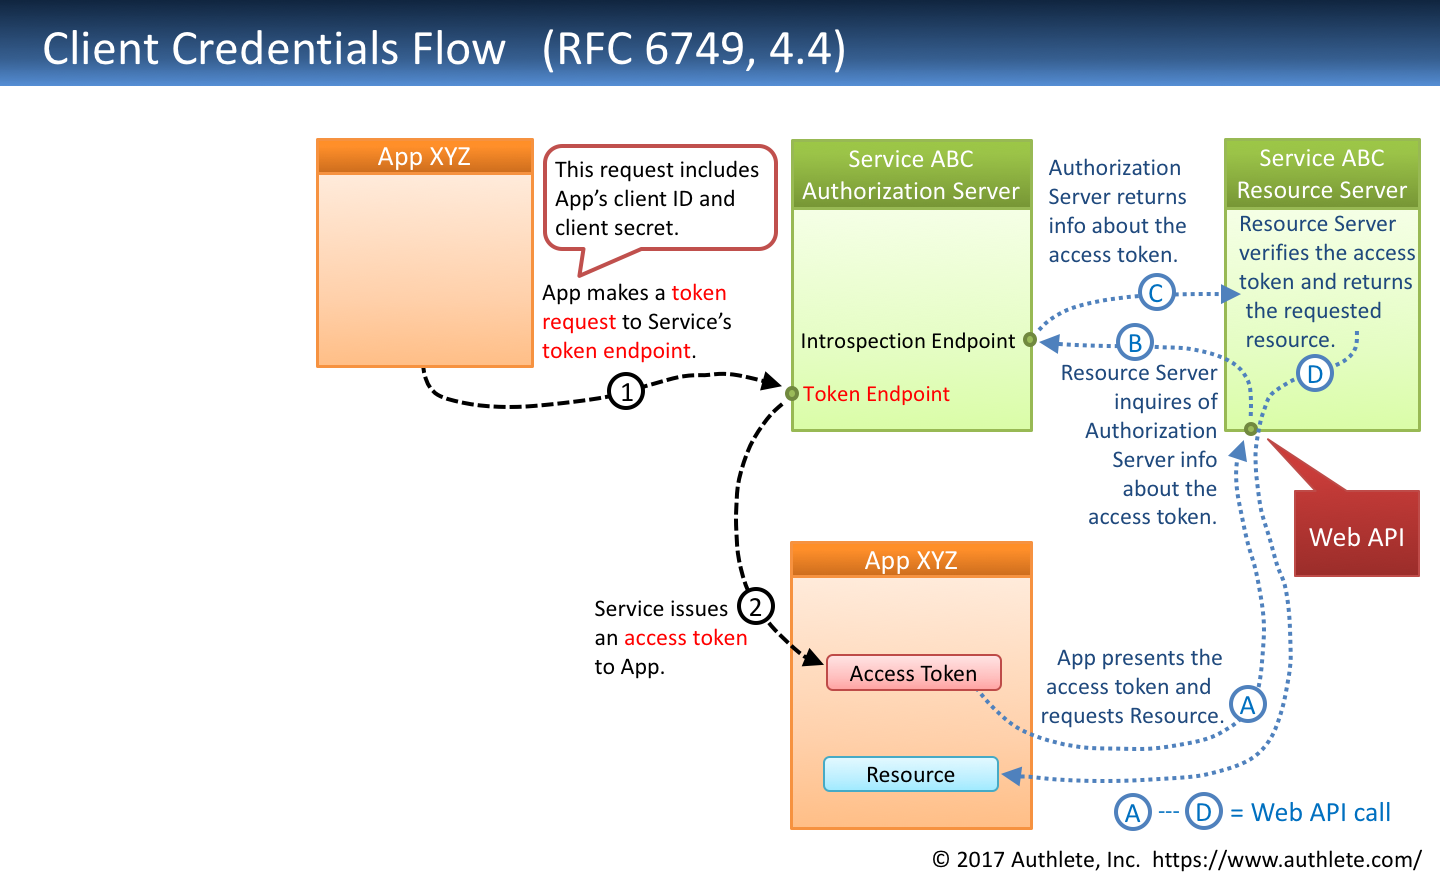 Client Credentials Flow (RFC 6749, 4.4)
App XYZ
This request includes
App's client ID and
client secret.
App makes a token
request to Service's
token endpoint.
1
Service ABC
Authorization Server
Introspection Endpoint
Token Endpoint
Authorization
Server returns
info about the
access token.
C
B
Service ABC
Resource Server
Resource Server
verifies the access
token and returns
the requested
resource.
D
Resource Server
inquires of
Authorization
Server info
about the
access token.
Web API
2
Service issues
an access token
to App.
App XYZ
Access Token
Resource
App presents the
access token and
requests Resource.
A
A --- D = Web API call
© 2017 Authlete, Inc. https://www.authlete.com/